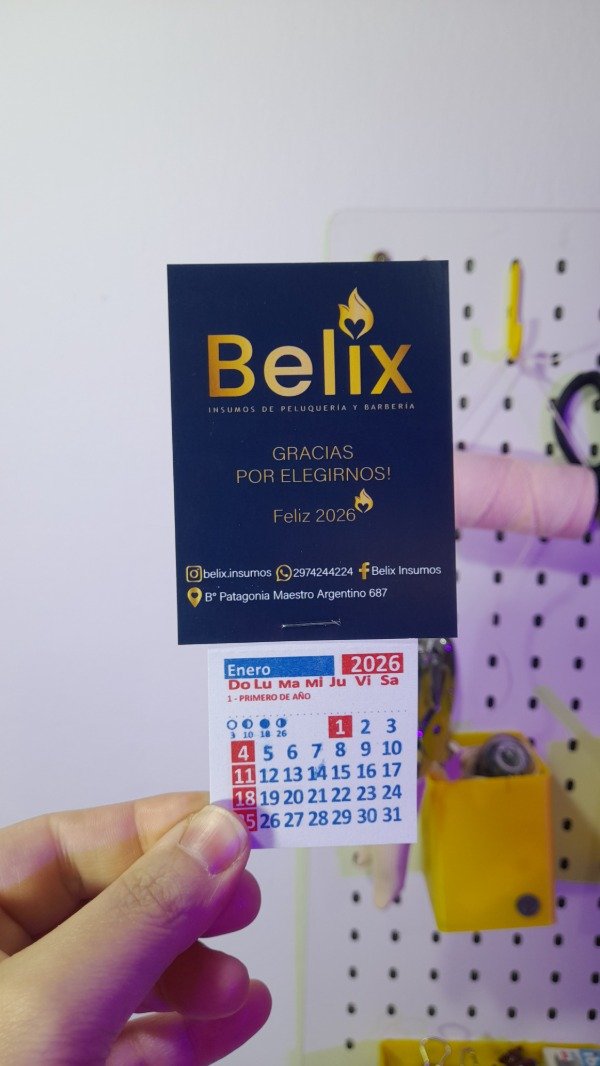 Belix
INSUMOS DE PELUQUERÍA Y BARBERÍA
GRACIAS
POR ELEGIRNOS!
Feliz 2026
belix.insumos 2974244224 Belix Insumos
B° Patagonia Maestro Argentino 687
Enero 2026
Do Lu Ma Mi Ju Vi Sa
1 - PRIMERO DE AÑO
1 2 3
3 10 18 26
4 5 6 7 8 9 10
11 12 13 14 15 16 17
18 19 20 21 22 23 24
25 26 27 28 29 30 31